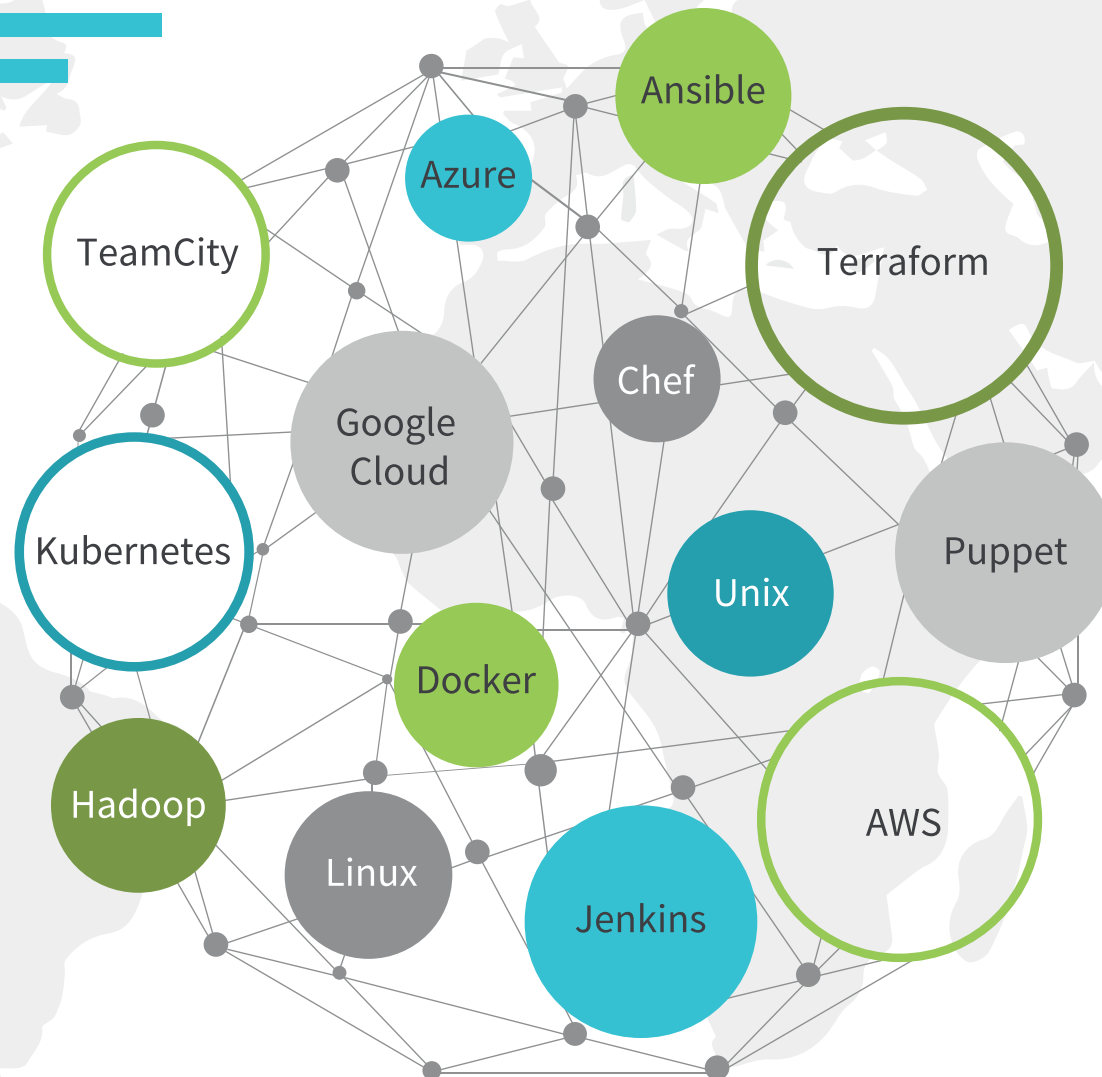 Ansible
Azure
TeamCity
Terraform
Chef
Google
Cloud
Kubernetes
Puppet
Unix
Docker
Hadoop
AWS
Linux
Jenkins